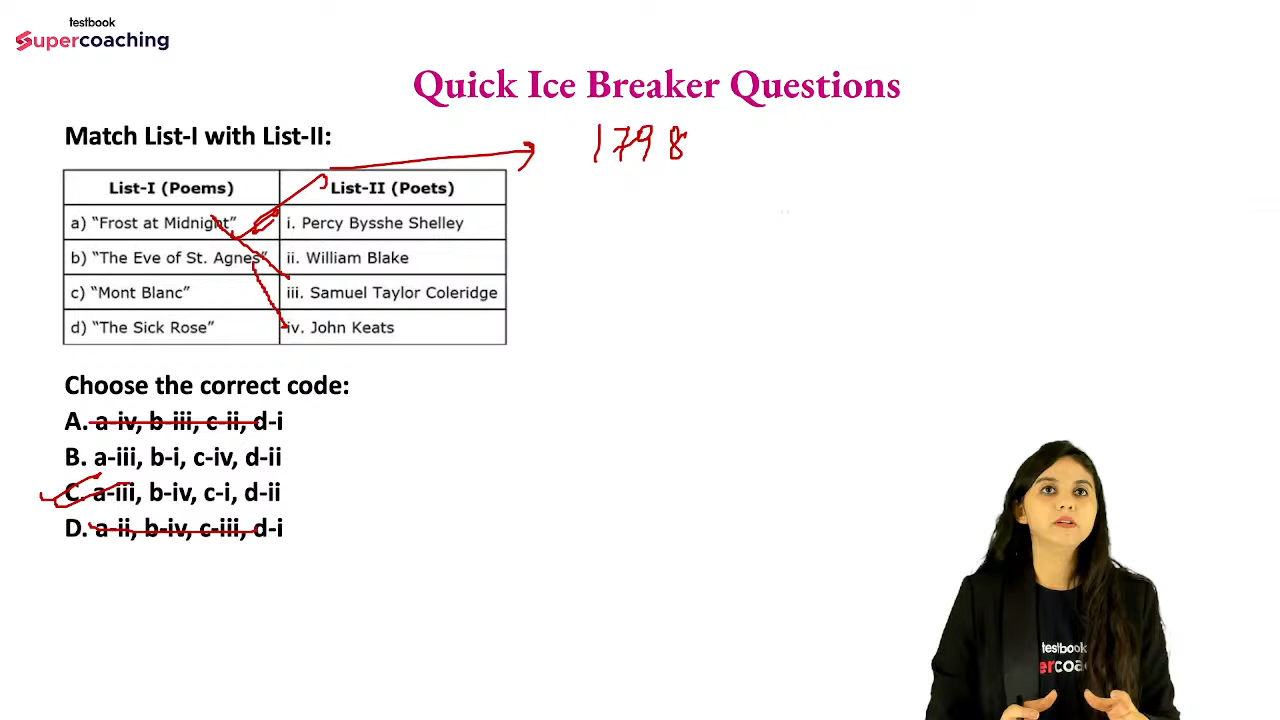 testbook
Supercoaching
Quick Ice Breaker Questions
Match List-I with List-II:
1798
List-I (Poems) List-II (Poets)
a) “Frost at Midnight” i. Percy Bysshe Shelley
b) “The Eve of St. Agnes” ii. William Blake
c) “Mont Blanc” iii. Samuel Taylor Coleridge
d) “The Sick Rose” iv. John Keats
Choose the correct code:
A. a-iv, b-iii, c-ii, d-i
B. a-iii, b-i, c-iv, d-ii
C. a-iii, b-iv, c-i, d-ii
D. a-ii, b-iv, c-iii, d-i
testbook
ercoa